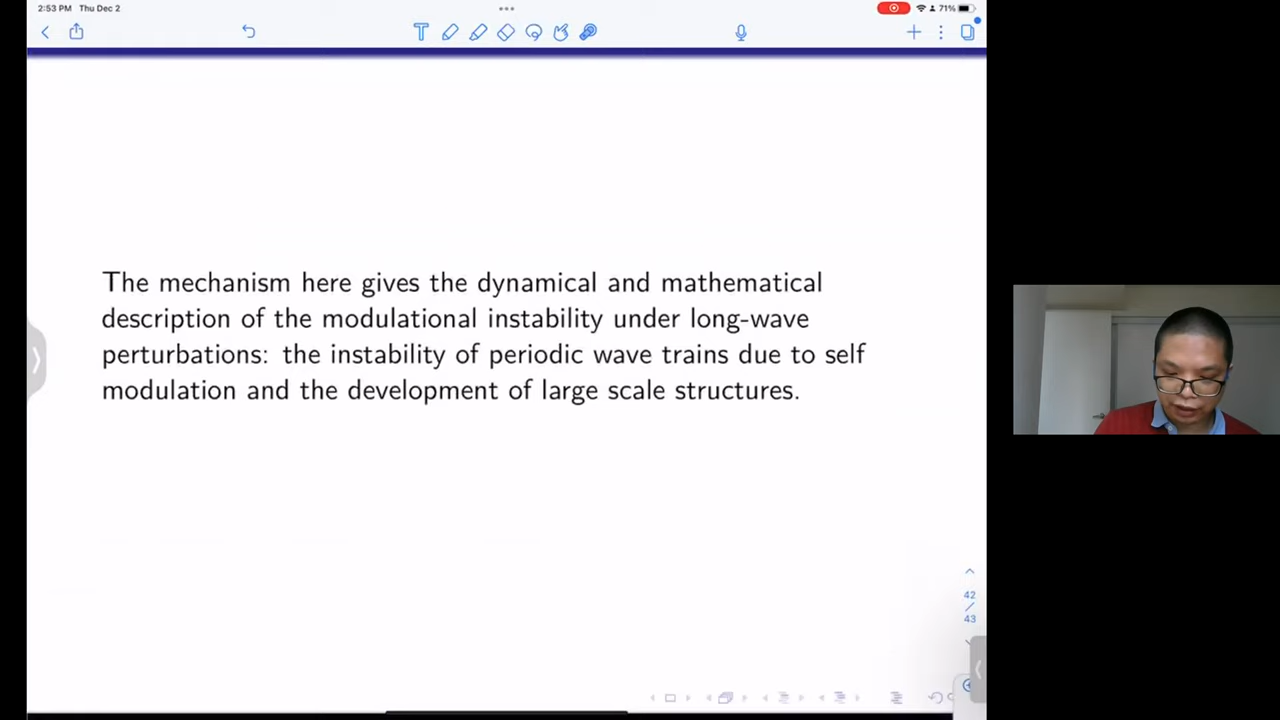 2:53 PM Thu Dec 2
71%
T
The mechanism here gives the dynamical and mathematical
description of the modulational instability under long-wave
perturbations: the instability of periodic wave trains due to self
modulation and the development of large scale structures.
42
/
43